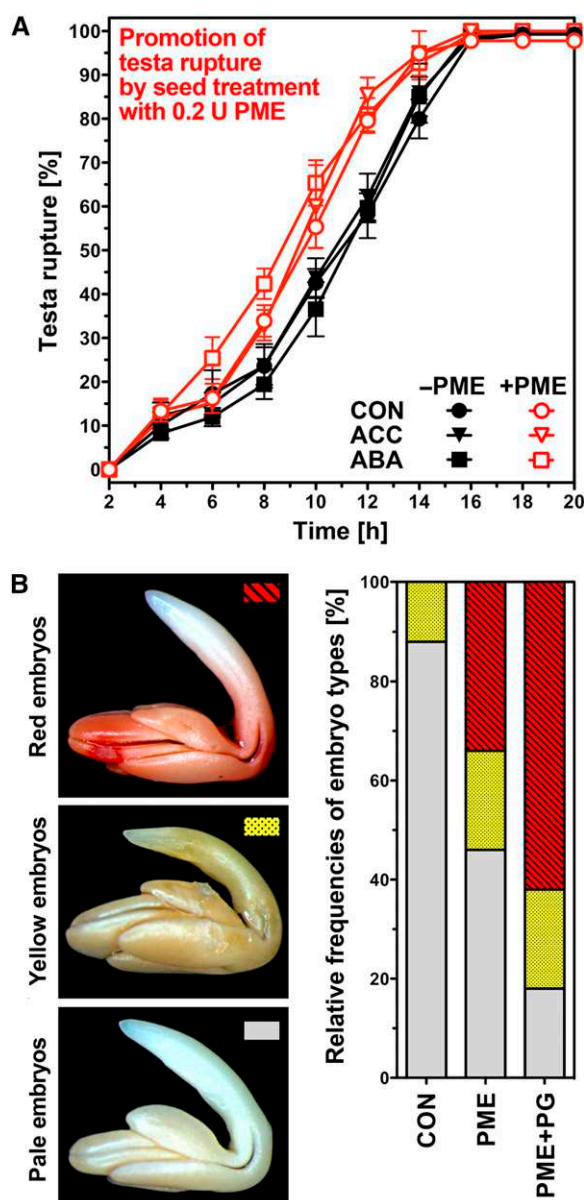 A
Promotion of
testa rupture
by seed treatment
with 0.2 U PME
Testa rupture [%]
100
90
80
70
60
50
40
30
20
10
0
–PME +PME
CON
ACC
ABA
2 4 6 8 10 12 14 16 18 20
Time [h]
B
Red embryos
Yellow embryos
Pale embryos
Relative frequencies of embryo types [%]
100
80
60
40
20
0
CON
PME
PME+PG